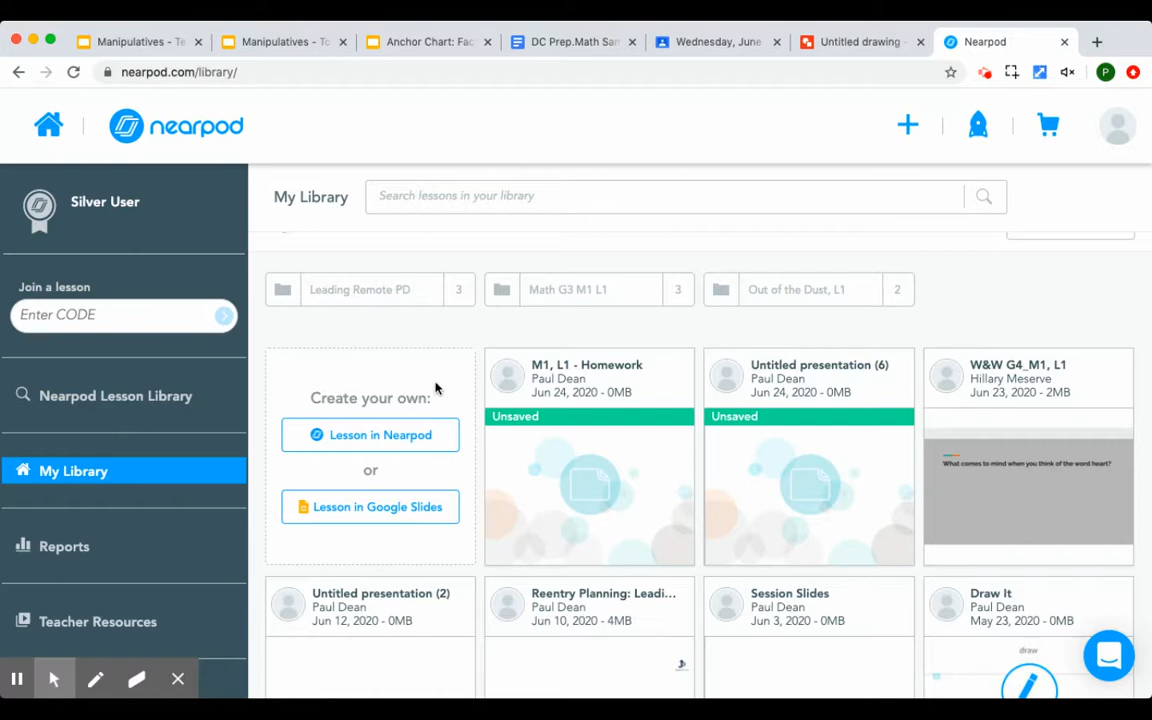 Manipulatives - Te
Manipulatives - Tc
Anchor Chart: Fac
DC Prep.Math San
Wednesday, June
Untitled drawing -
Nearpod
nearpod.com/library/
P
nearpod
Silver User
My Library
Search lessons in your library
Join a lesson
Enter CODE
Leading Remote PD 3
Math G3 M1 L1 3
Out of the Dust, L1 2
Nearpod Lesson Library
My Library
Reports
Teacher Resources
Create your own:
Lesson in Nearpod
or
Lesson in Google Slides
M1, L1 - Homework
Paul Dean
Jun 24, 2020 - 0MB
Unsaved
Untitled presentation (6)
Paul Dean
Jun 24, 2020 - 0MB
Unsaved
W&W G4_M1, L1
Hillary Meserve
Jun 23, 2020 - 2MB
What comes to mind when you think of the word heart?
Untitled presentation (2)
Paul Dean
Jun 12, 2020 - 0MB
Reentry Planning: Leadi...
Paul Dean
Jun 10, 2020 - 4MB
Session Slides
Paul Dean
Jun 3, 2020 - 0MB
Draw It
Paul Dean
May 23, 2020 - 0MB
draw